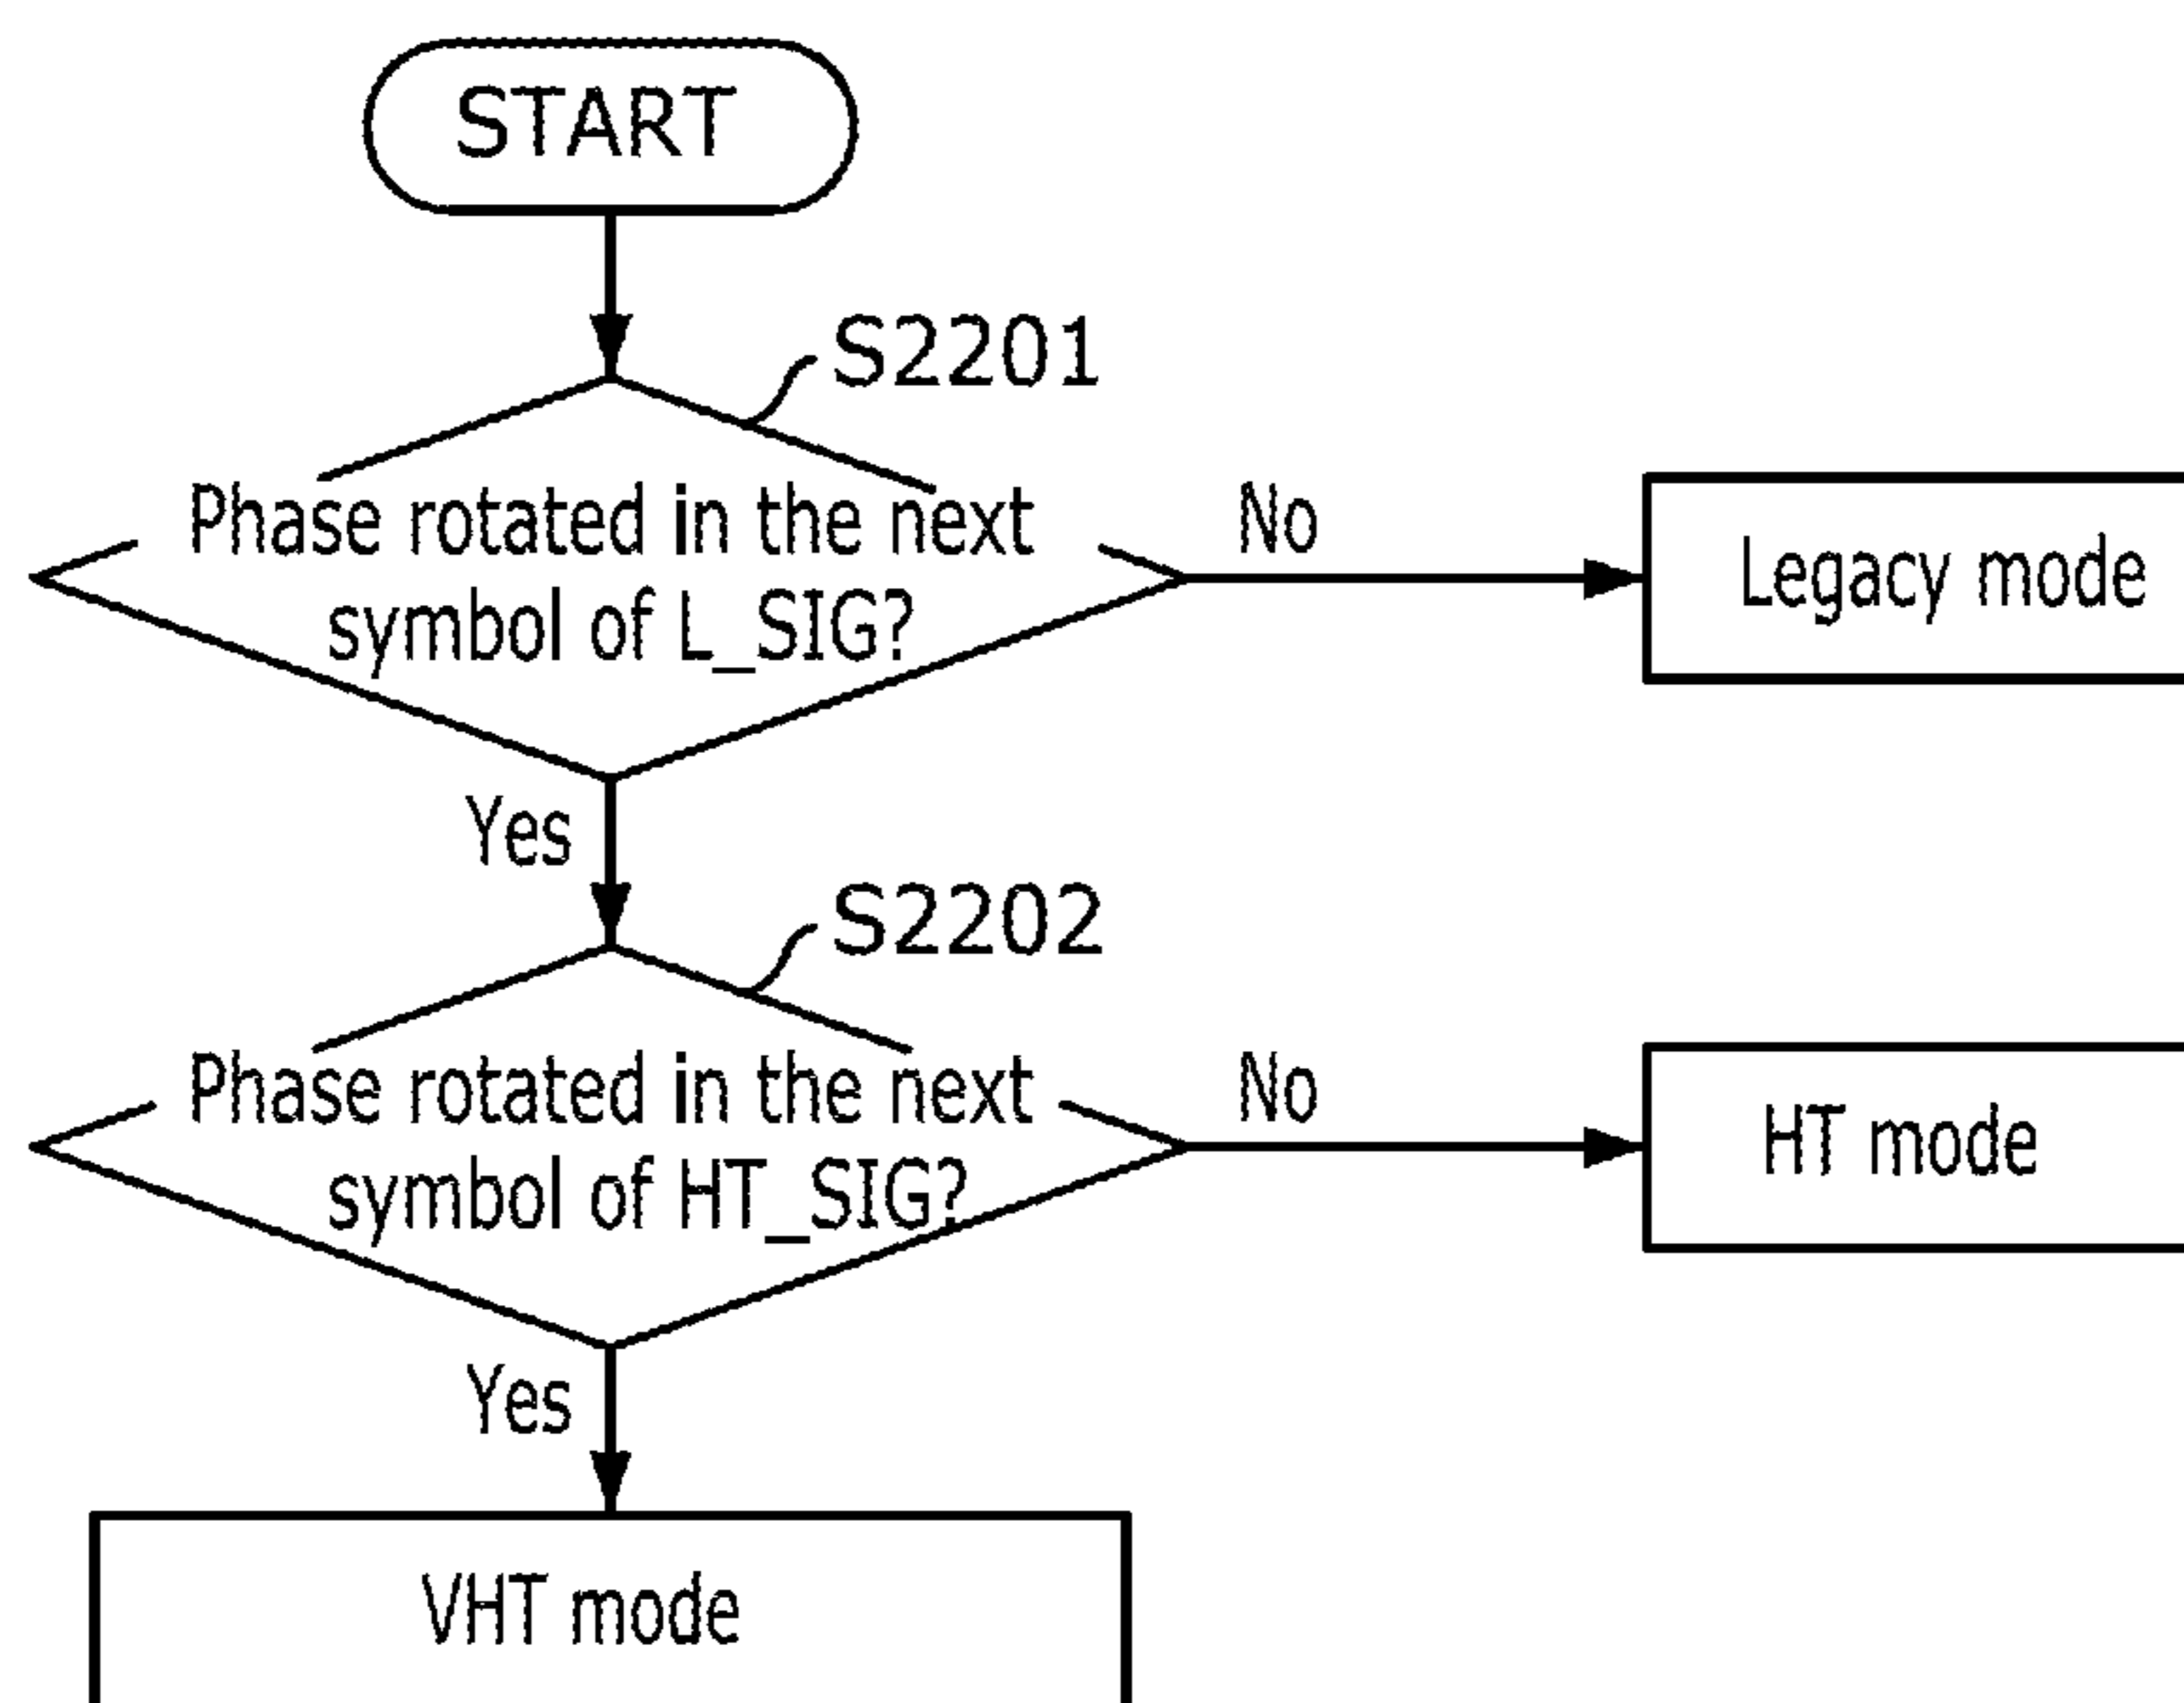 START
S2201
Phase rotated in the next
symbol of L_SIG?
No
Legacy mode
Yes
S2202
Phase rotated in the next
symbol of HT_SIG?
No
HT mode
Yes
VHT mode